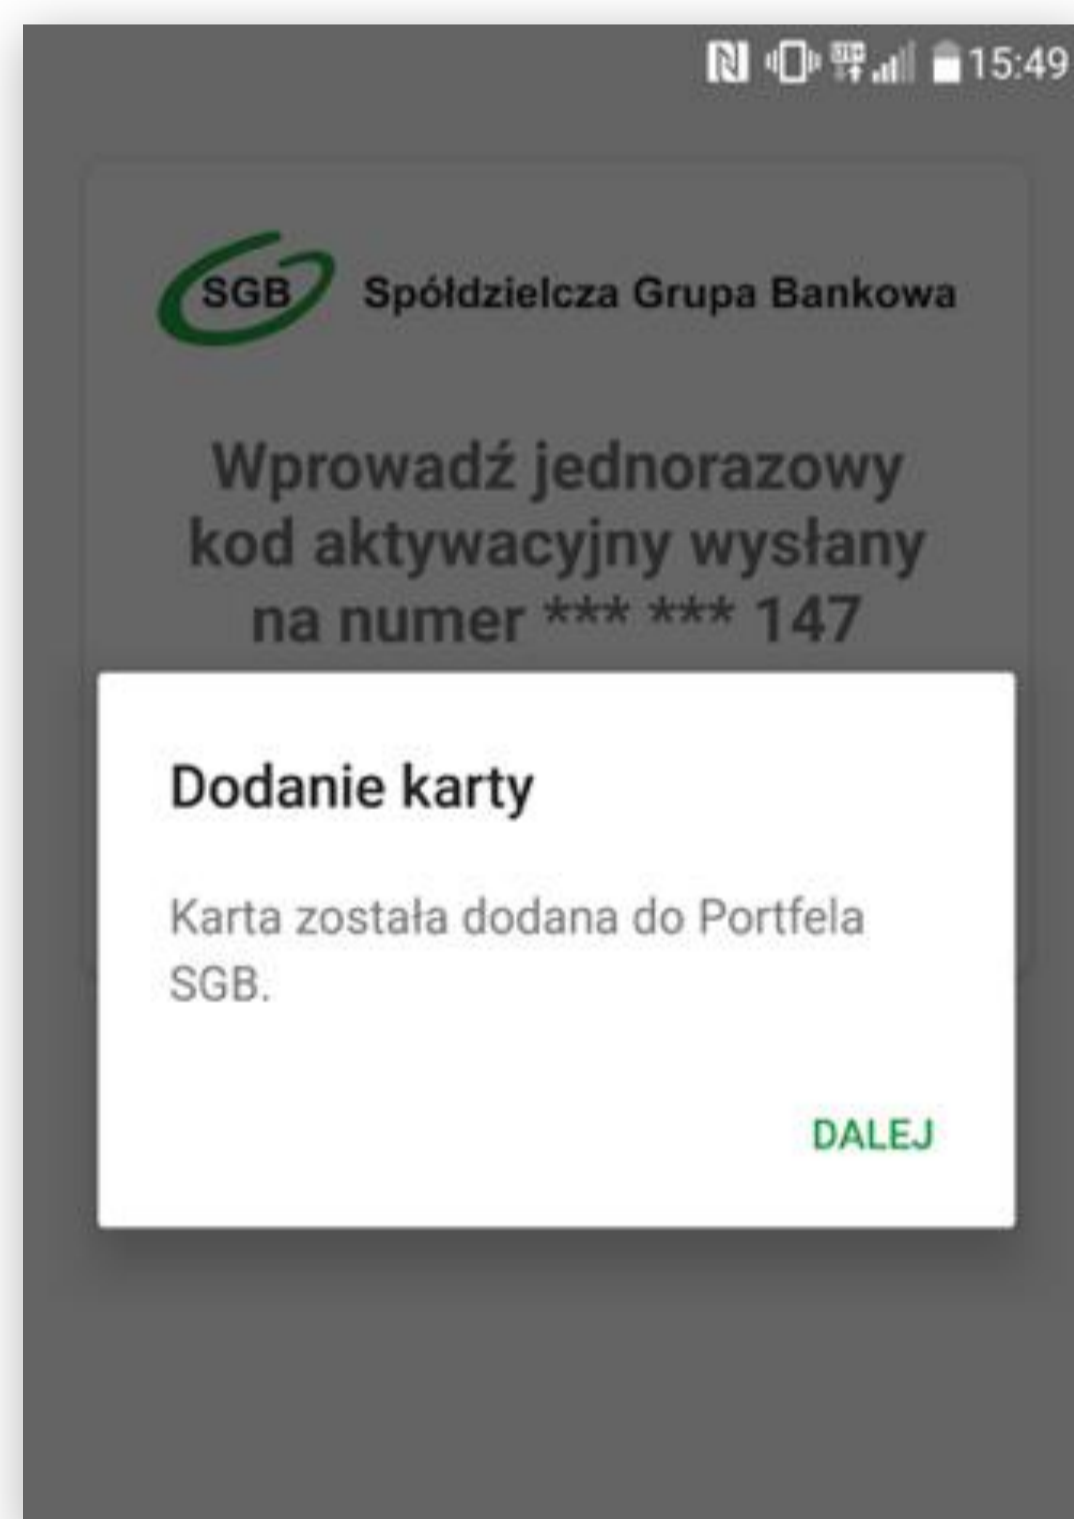 15:49
SGB Spółdzielcza Grupa Bankowa
Wprowadź jednorazowy
kod aktywacyjny wysłany
na numer *** *** 147
Dodanie karty
Karta została dodana do Portfela
SGB.
DALEJ